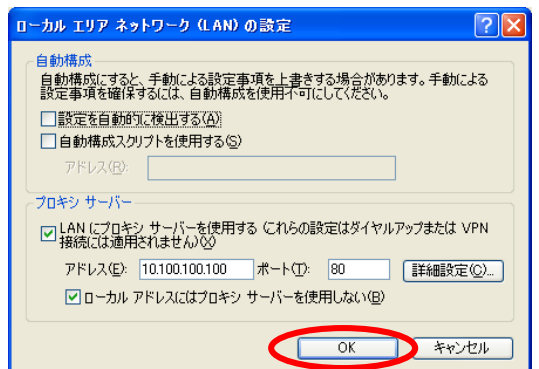 ローカル エリア ネットワーク (LAN) の設定
自動構成
自動構成にすると、手動による設定事項を上書きする場合があります。手動による
設定事項を確保するには、自動構成を使用不可にしてください。
設定を自動的に検出する(A)
自動構成スクリプトを使用する(S)
アドレス(R):
プロキシ サーバー
LAN にプロキシ サーバーを使用する (これらの設定はダイヤルアップまたは VPN
接続には適用されません)(X)
アドレス(E): 10.100.100.100 ポート(T): 80 詳細設定(C)...
ローカル アドレスにはプロキシ サーバーを使用しない(B)
OK キャンセル